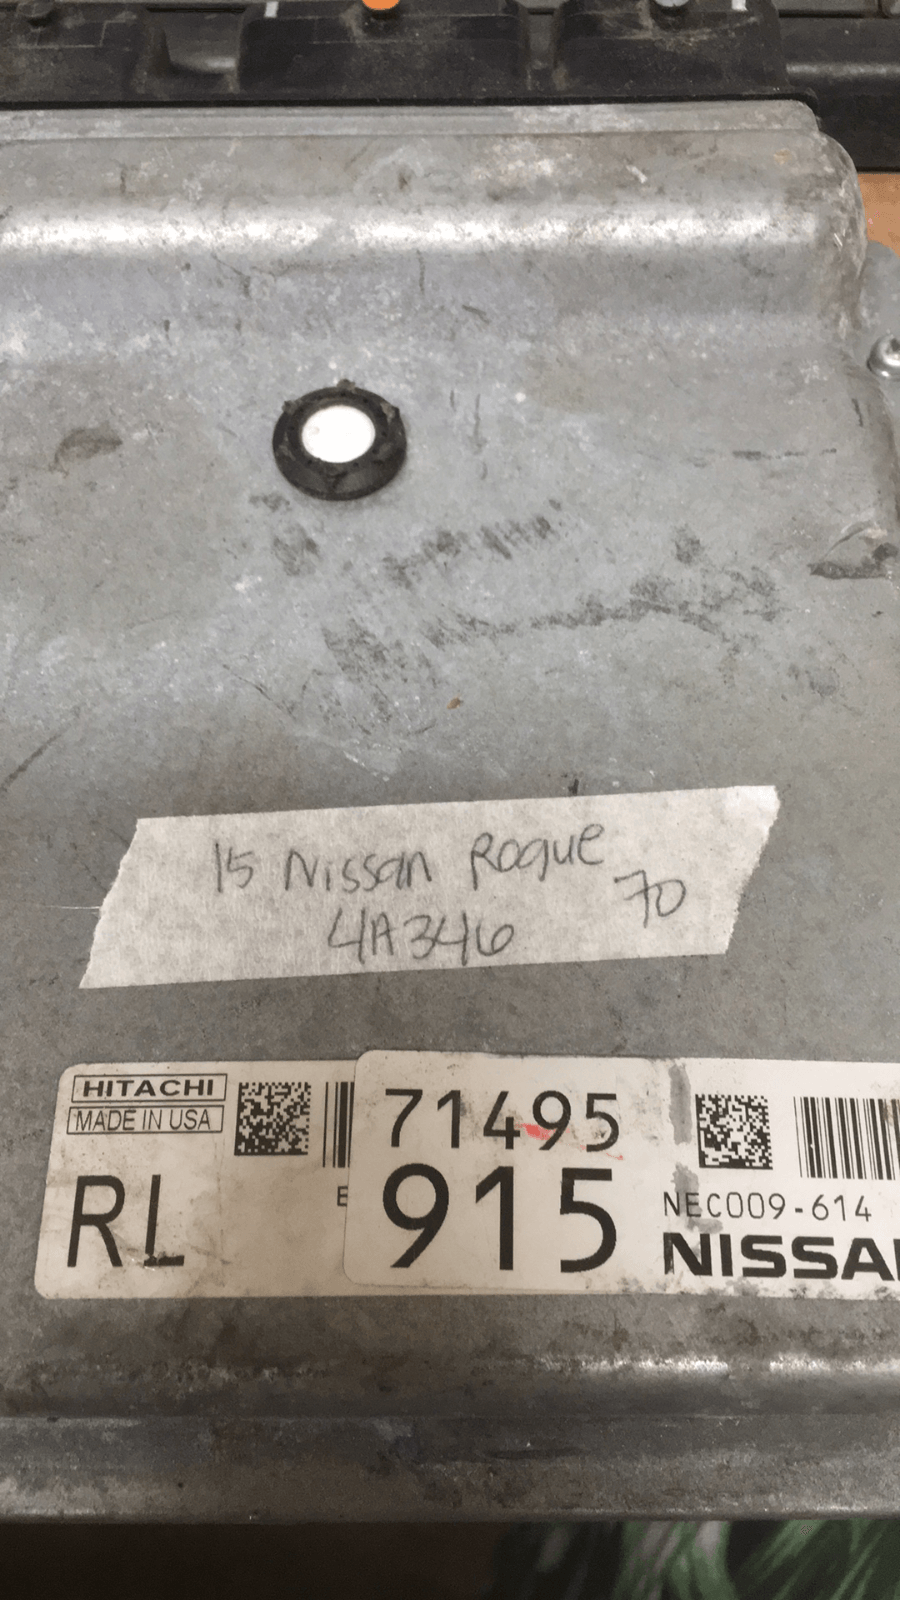 15 Nissan Rogue
70
4A346
HITACHI
MADE IN USA
RL
E
71495
915
NEC009-614
NISSAN